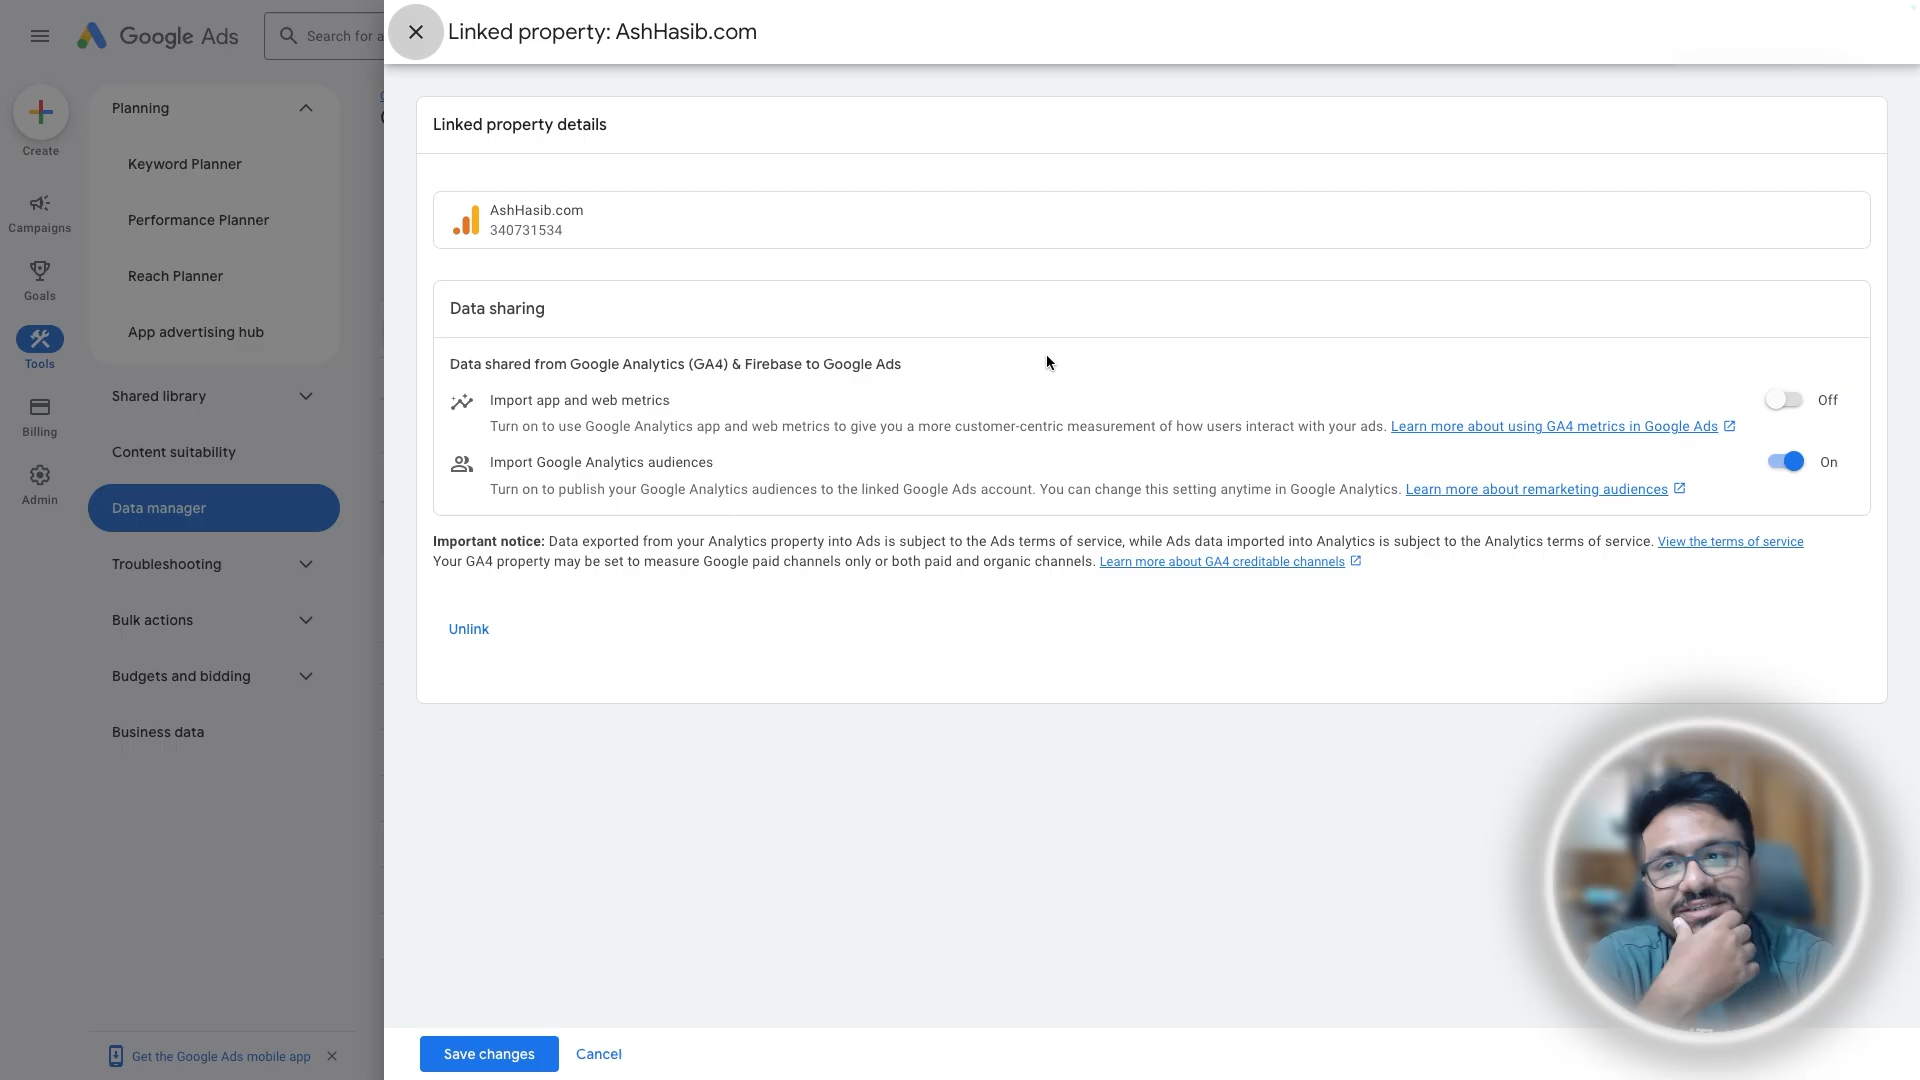 Google Ads
Search for a
Linked property: AshHasib.com
Create
Campaigns
Goals
Tools
Billing
Admin
Planning
Keyword Planner
Performance Planner
Reach Planner
App advertising hub
Shared library
Content suitability
Data manager
Troubleshooting
Bulk actions
Budgets and bidding
Business data
Get the Google Ads mobile app
Linked property details
AshHasib.com
340731534
Data sharing
Data shared from Google Analytics (GA4) & Firebase to Google Ads
Import app and web metrics
Off
Turn on to use Google Analytics app and web metrics to give you a more customer-centric measurement of how users interact with your ads. Learn more about using GA4 metrics in Google Ads
Import Google Analytics audiences
On
Turn on to publish your Google Analytics audiences to the linked Google Ads account. You can change this setting anytime in Google Analytics. Learn more about remarketing audiences
Important notice: Data exported from your Analytics property into Ads is subject to the Ads terms of service, while Ads data imported into Analytics is subject to the Analytics terms of service. View the terms of service
Your GA4 property may be set to measure Google paid channels only or both paid and organic channels. Learn more about GA4 creditable channels
Unlink
Save changes
Cancel